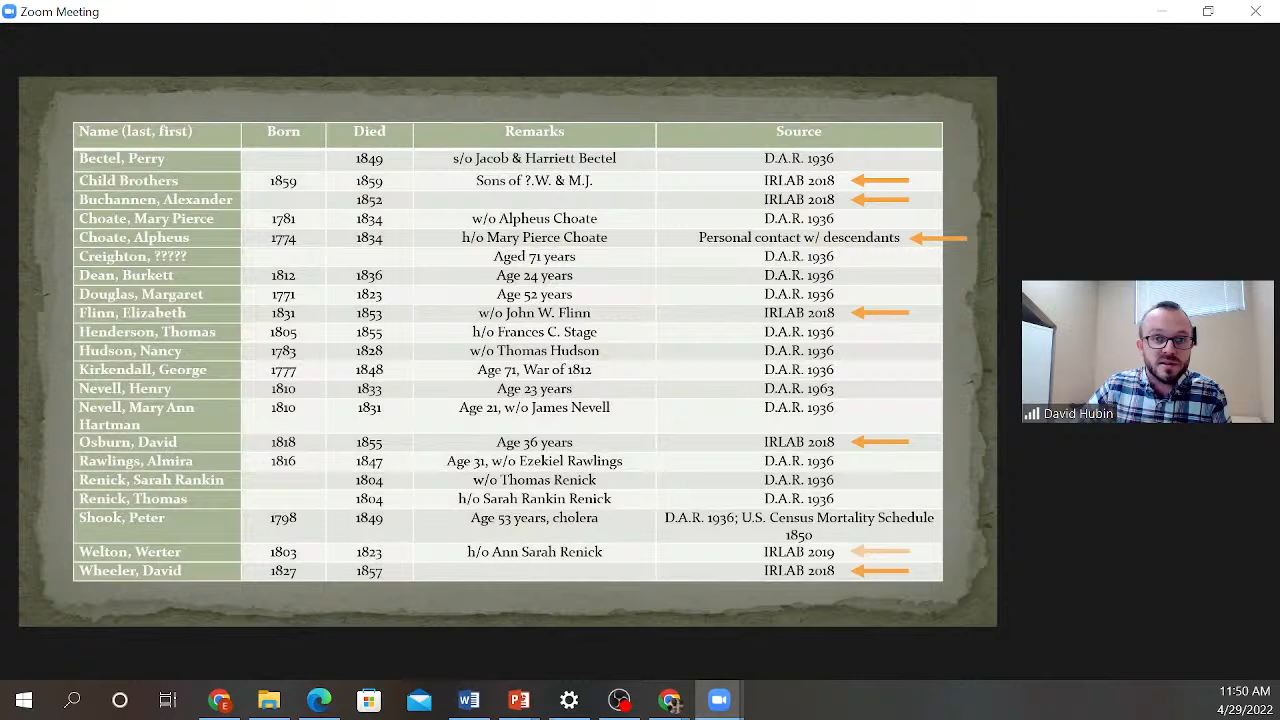 Zoom Meeting
Name (last, first) Born Died Remarks Source
Bectel, Perry 1849 s/o Jacob & Harriett Bectel D.A.R. 1936
Child Brothers 1859 1859 Sons of ?.W. & M.J. IRLAB 2018
Buchannen, Alexander 1852 IRLAB 2018
Choate, Mary Pierce 1781 1834 w/o Alpheus Choate D.A.R. 1936
Choate, Alpheus 1774 1834 h/o Mary Pierce Choate Personal contact w/ descendants
Creighton, ????? Aged 71 years D.A.R. 1936
Dean, Burkett 1812 1836 Age 24 years D.A.R. 1936
Douglas, Margaret 1771 1823 Age 52 years D.A.R. 1936
Flinn, Elizabeth 1831 1853 w/o John W. Flinn IRLAB 2018
Henderson, Thomas 1805 1855 h/o Frances C. Stage D.A.R. 1936
Hudson, Nancy 1783 1828 w/o Thomas Hudson D.A.R. 1936
Kirkendall, George 1777 1848 Age 71, War of 1812 D.A.R. 1936
Nevell, Henry 1810 1833 Age 23 years D.A.R. 1963
Nevell, Mary Ann 1810 1831 Age 21, w/o James Nevell D.A.R. 1936
Hartman
Osburn, David 1818 1855 Age 36 years IRLAB 2018
Rawlings, Almira 1816 1847 Age 31, w/o Ezekiel Rawlings D.A.R. 1936
Renick, Sarah Rankin 1804 w/o Thomas Renick D.A.R. 1936
Renick, Thomas 1804 h/o Sarah Rankin Renick D.A.R. 1936
Shook, Peter 1798 1849 Age 53 years, cholera D.A.R. 1936; U.S. Census Mortality Schedule
1850
Welton, Werter 1803 1823 h/o Ann Sarah Renick IRLAB 2019
Wheeler, David 1827 1857 IRLAB 2018
David Hubin
11:50 AM
4/29/2022